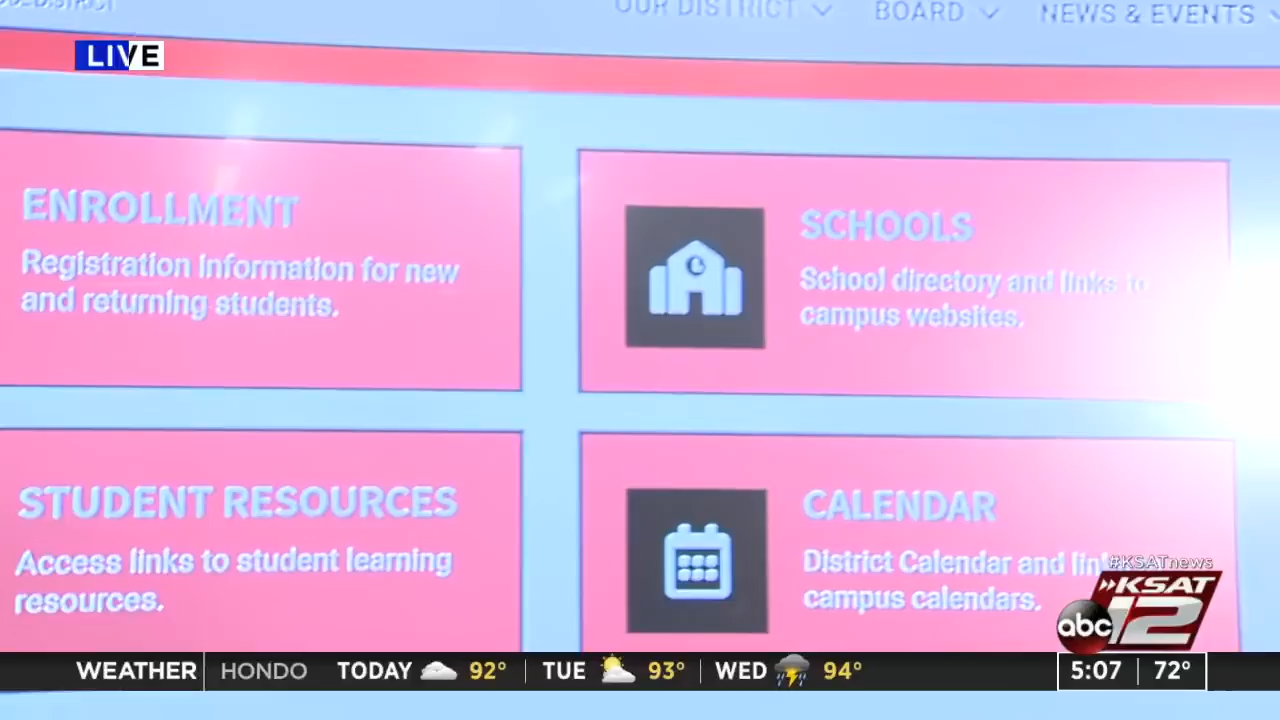 OUR DISTRICT
BOARD
NEWS & EVENTS
LIVE
ENROLLMENT
Registration information for new
and returning students.
SCHOOLS
School directory and links to
campus websites.
STUDENT RESOURCES
Access links to student learning
resources.
CALENDAR
District Calendar and
campus calendars.
#KSATnews
KSAT
abc 12
WEATHER HONDO TODAY 92° TUE 93° WED 94° 5:07 72°